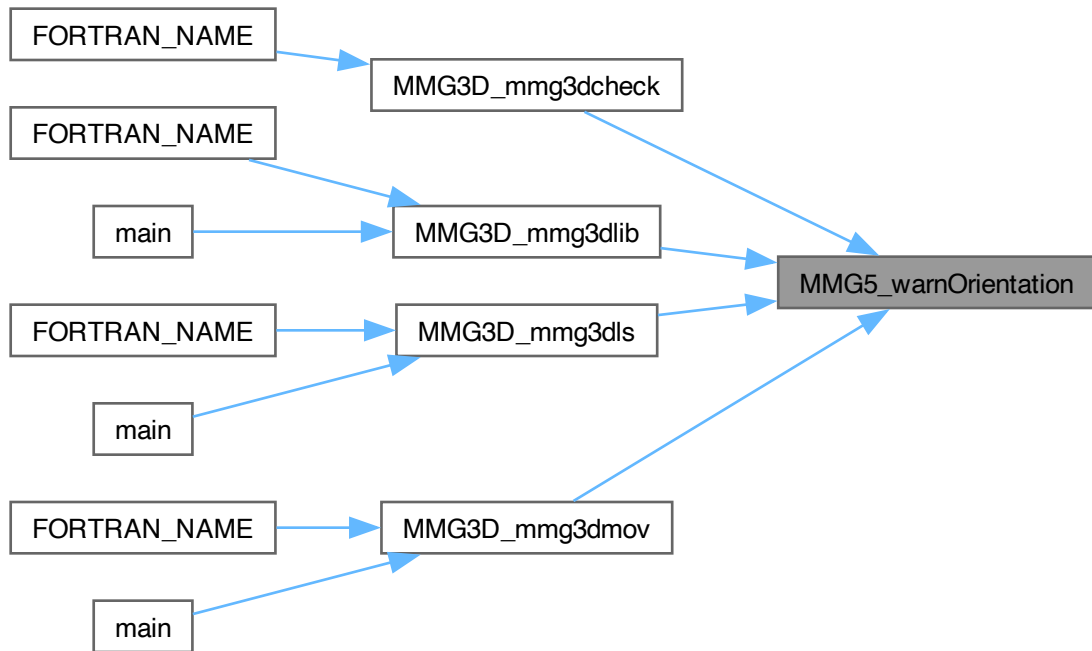 FORTRAN_NAME
MMG3D_mmg3dcheck
FORTRAN_NAME
main
MMG3D_mmg3dlib
MMG5_warnOrientation
FORTRAN_NAME
MMG3D_mmg3dls
main
FORTRAN_NAME
MMG3D_mmg3dmov
main